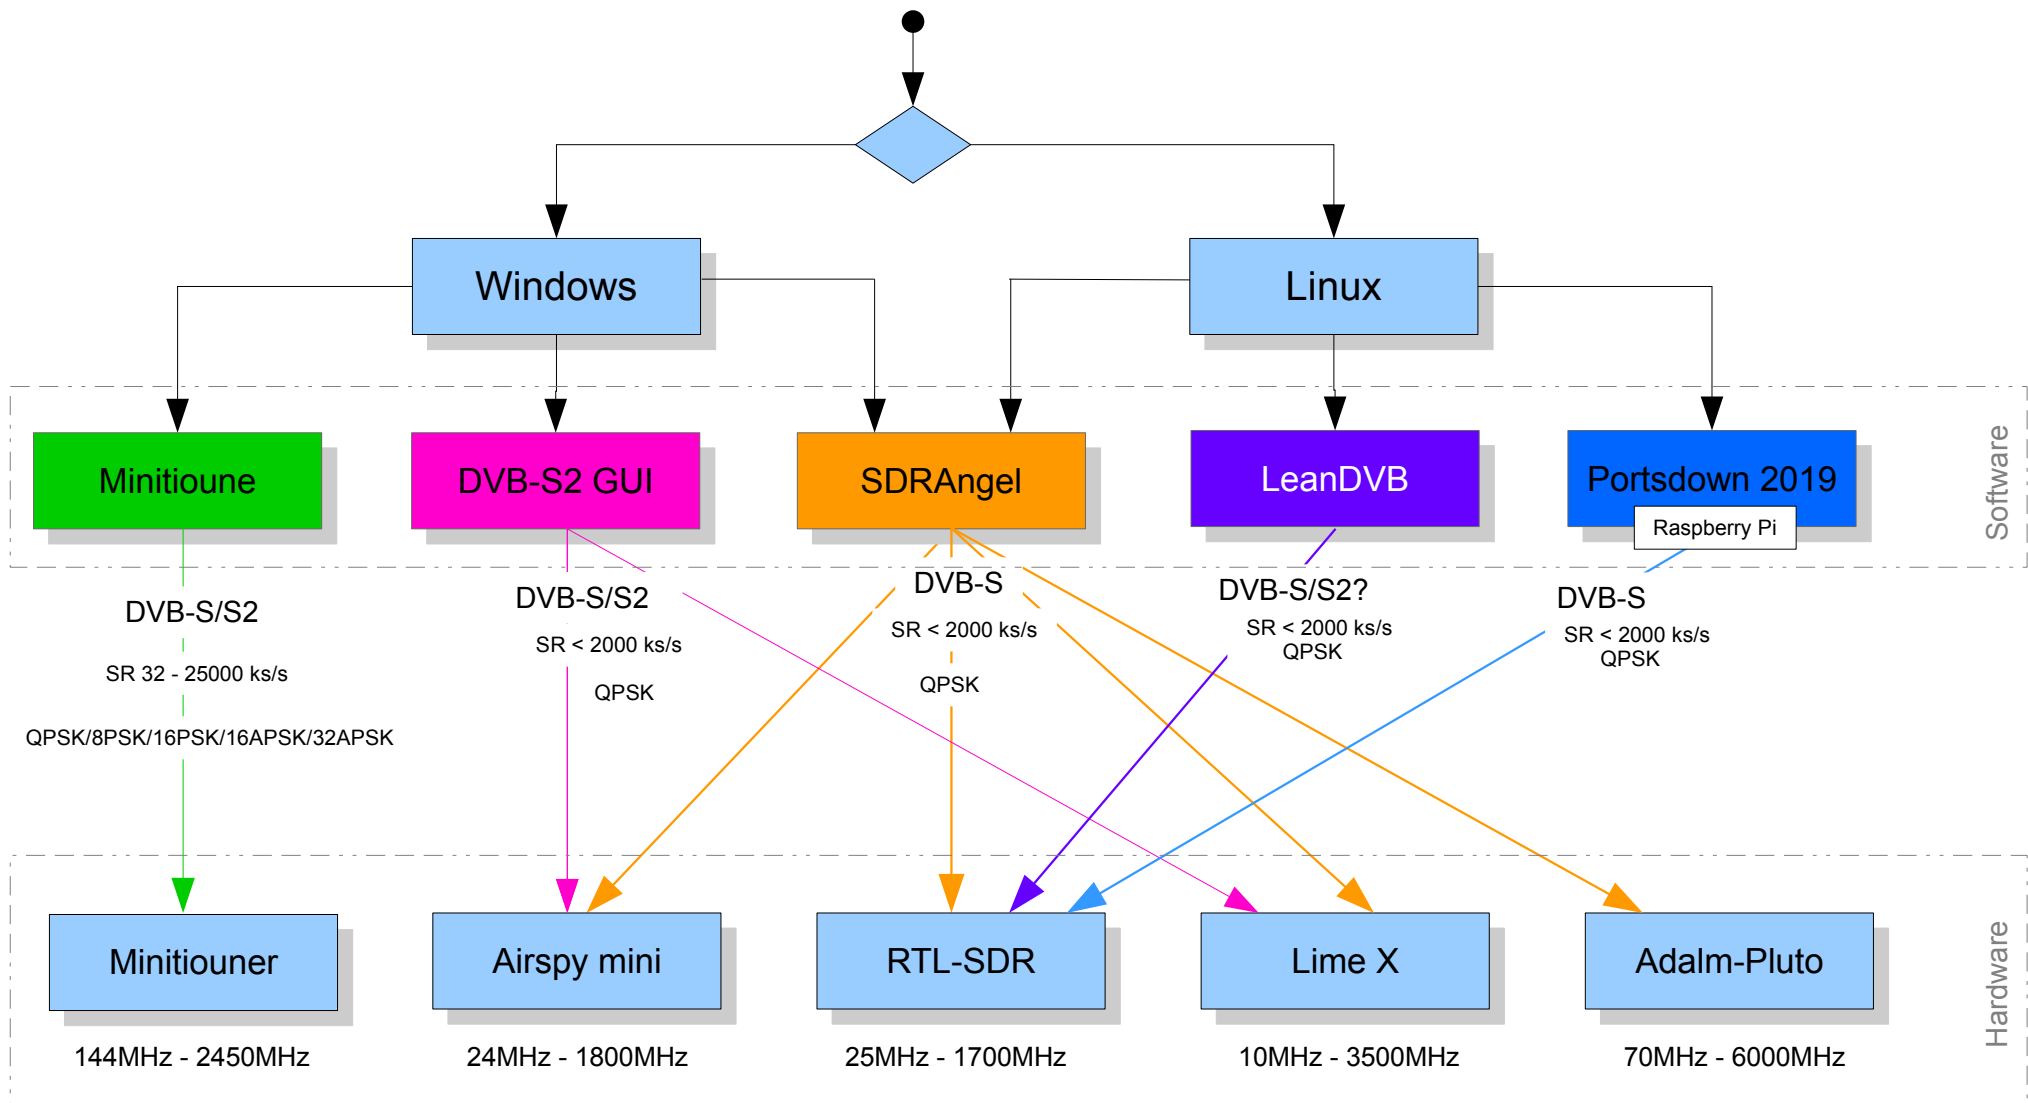 Windows
Linux
Minitioune
DVB-S2 GUI
SDRAngel
LeanDVB
Portsdown 2019
Raspberry Pi
Software
DVB-S/S2
SR 32 - 25000 ks/s
QPSK/8PSK/16PSK/16APSK/32APSK
DVB-S/S2
SR < 2000 ks/s
QPSK
DVB-S
SR < 2000 ks/s
QPSK
DVB-S/S2?
SR < 2000 ks/s
QPSK
DVB-S
SR < 2000 ks/s
QPSK
Minitiouner
Airspy mini
RTL-SDR
Lime X
Adalm-Pluto
Hardware
144MHz - 2450MHz
24MHz - 1800MHz
25MHz - 1700MHz
10MHz - 3500MHz
70MHz - 6000MHz